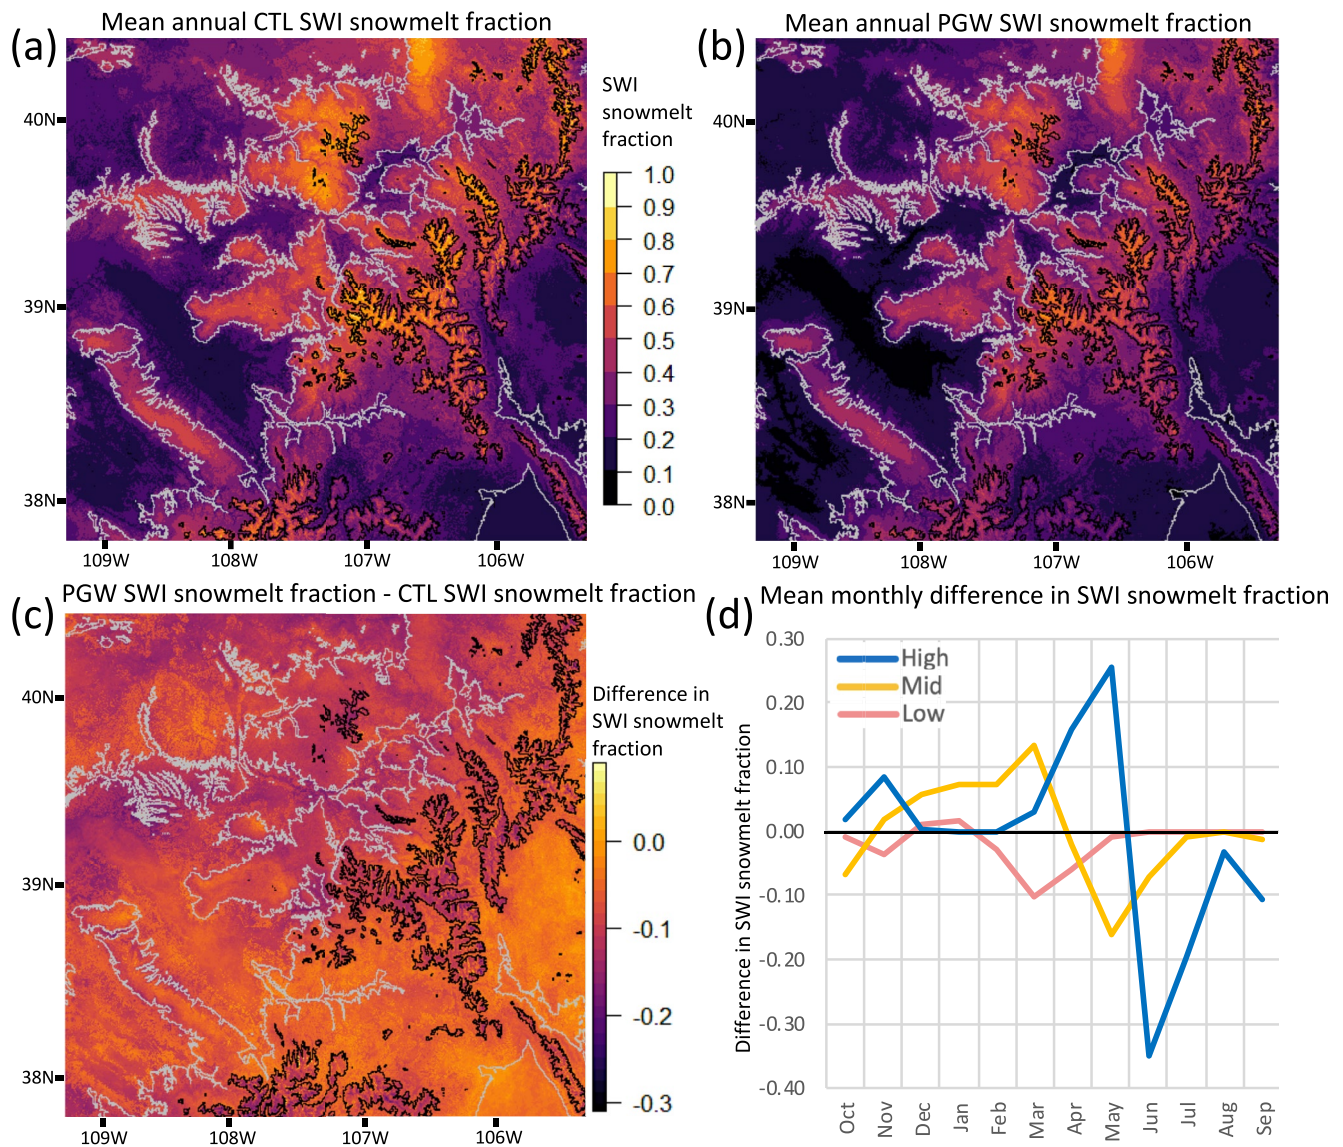 Mean annual CTL SWI snowmelt fraction
(a)
40N
39N
38N
109W
108W
107W
106W
SWI
snowmelt
fraction
1.0
0.9
0.8
0.7
0.6
0.5
0.4
0.3
0.2
0.1
0.0
Mean annual PGW SWI snowmelt fraction
(b)
40N
39N
38N
109W
108W
107W
106W
PGW SWI snowmelt fraction - CTL SWI snowmelt fraction
(c)
40N
39N
38N
109W
108W
107W
106W
Difference in
SWI snowmelt
fraction
0.0
-0.1
-0.2
-0.3
Mean monthly difference in SWI snowmelt fraction
(d)
Difference in SWI snowmelt fraction
0.30
0.20
0.10
0.00
-0.10
-0.20
-0.30
-0.40
High
Mid
Low
Oct
Nov
Dec
Jan
Feb
Mar
Apr
May
Jun
Jul
Aug
Sep